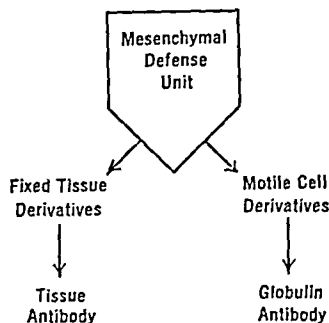 Mesenchymal
Defense
Unit
Fixed Tissue
Derivatives
Motile Cell
Derivatives
Tissue
Antibody
Globulin
Antibody